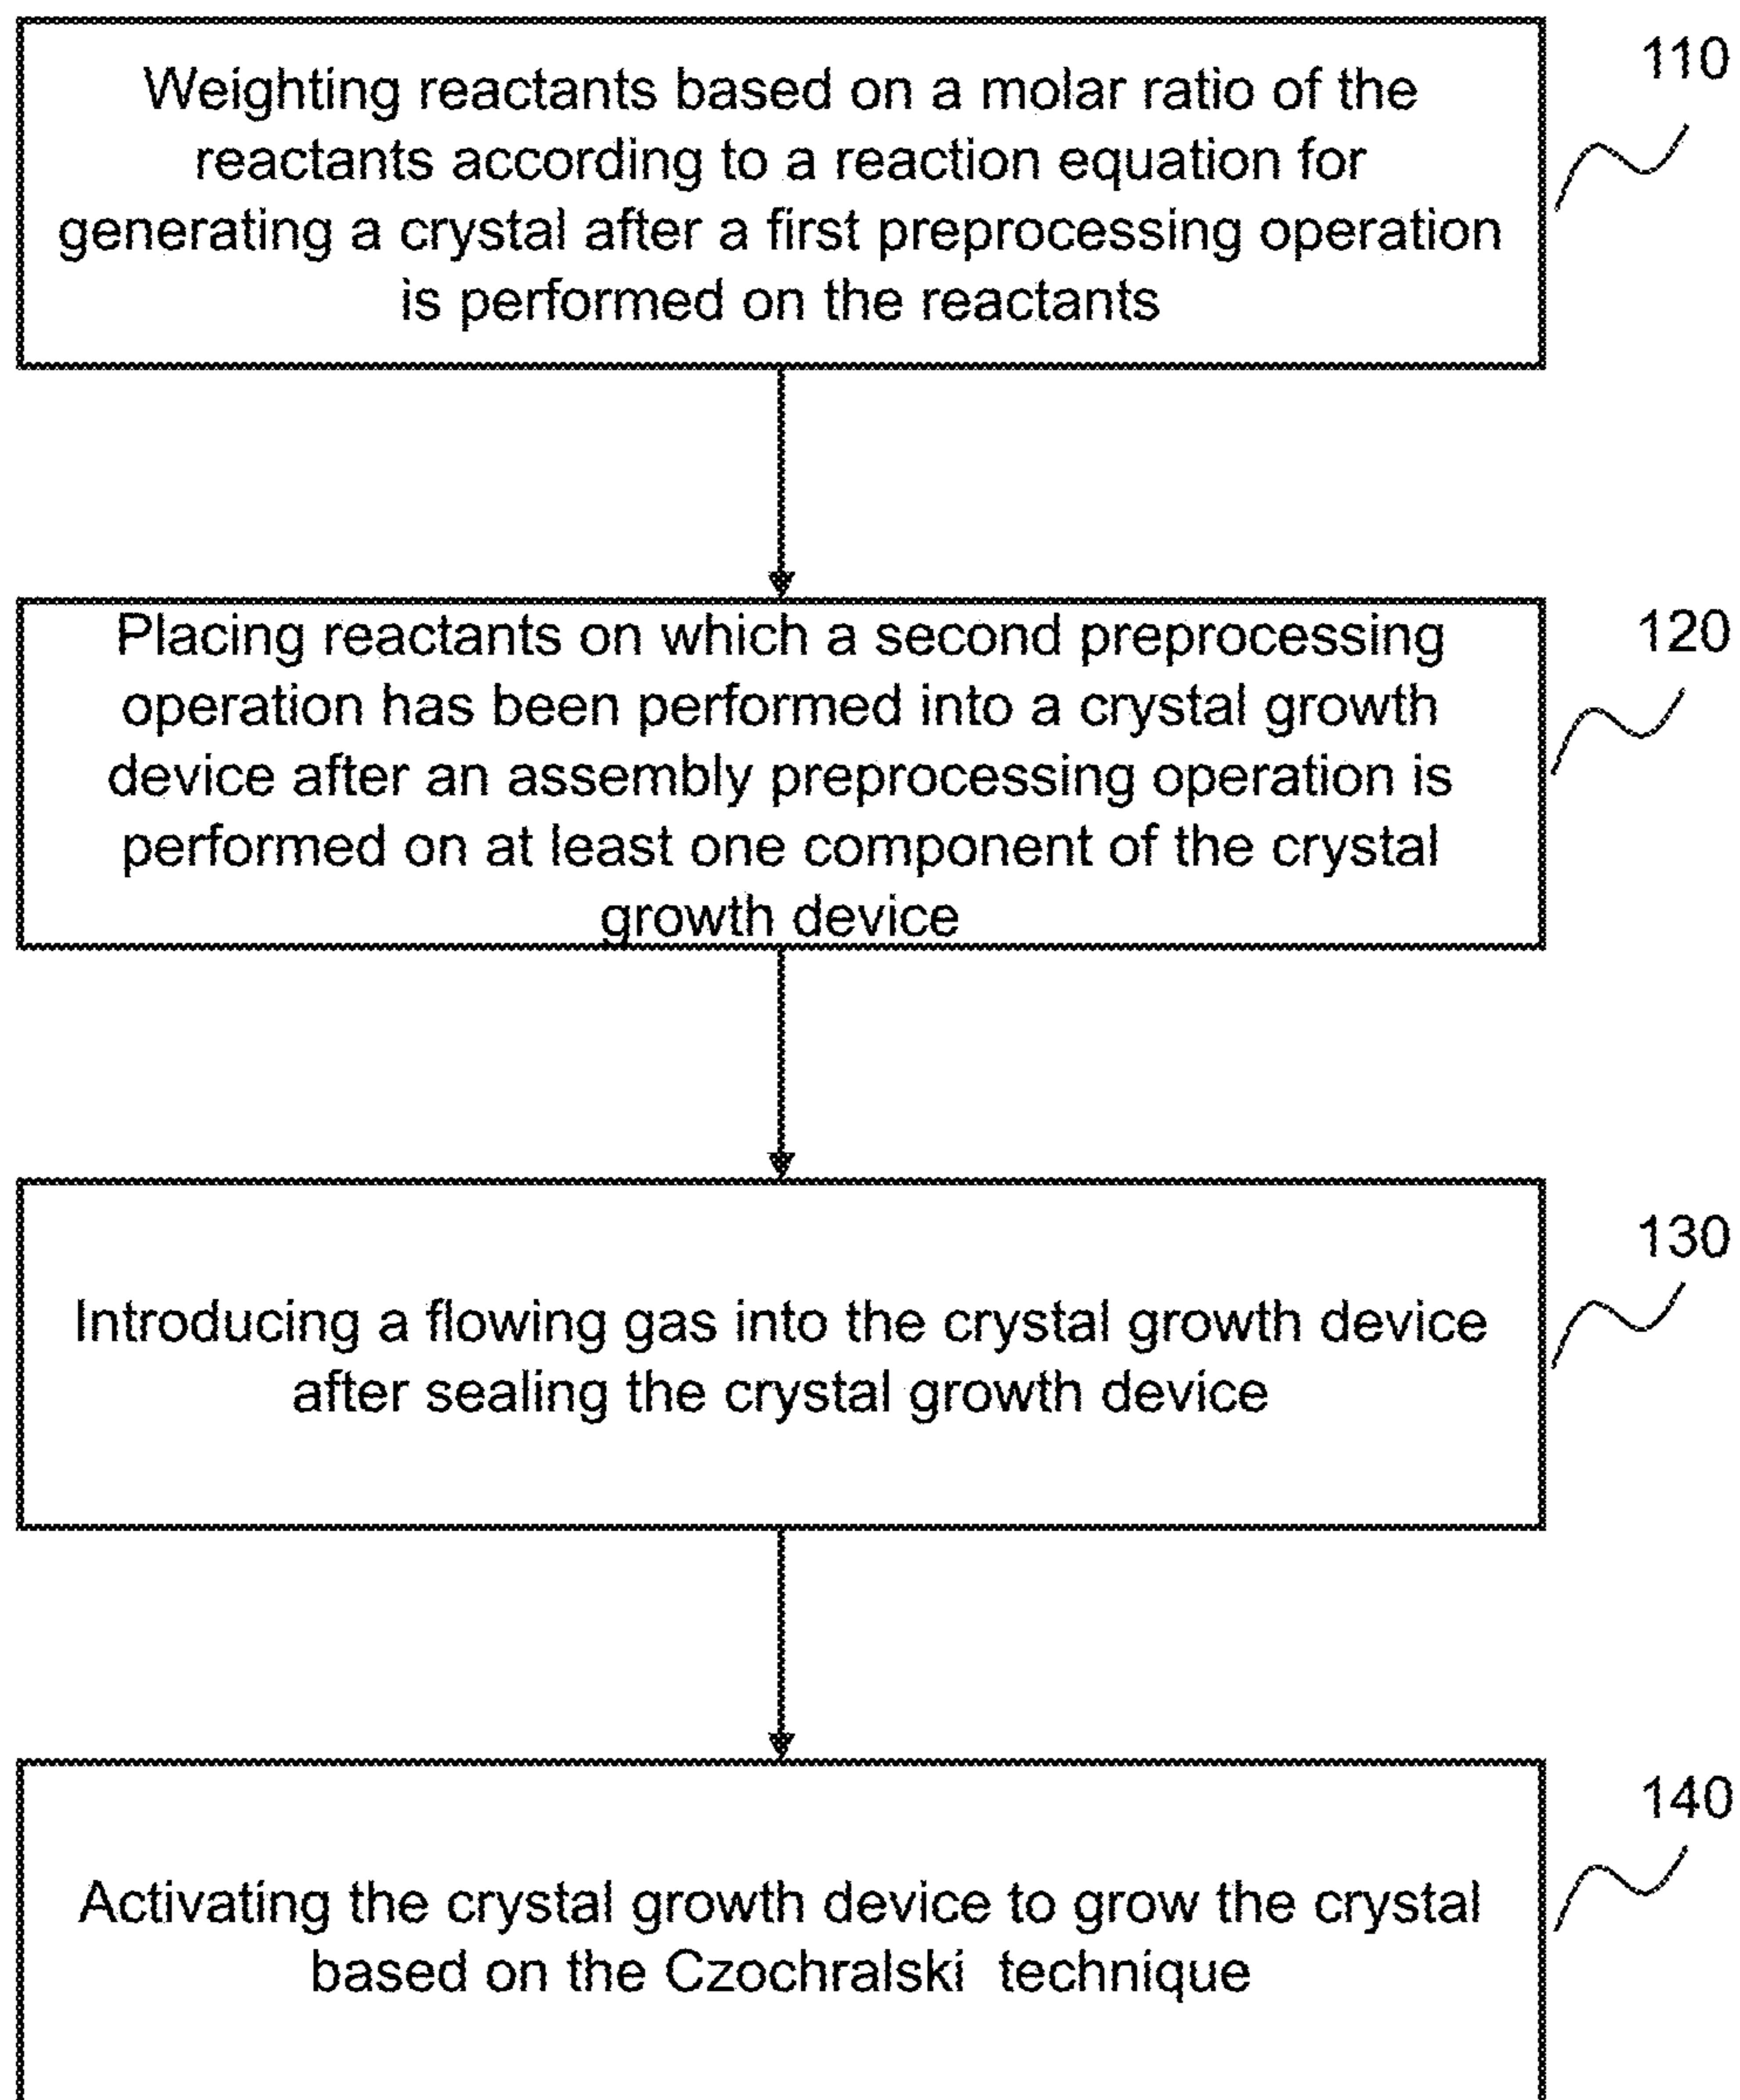 Weighting reactants based on a molar ratio of the
reactants according to a reaction equation for
generating a crystal after a first preprocessing operation
is performed on the reactants
110
Placing reactants on which a second preprocessing
operation has been performed into a crystal growth
device after an assembly preprocessing operation is
performed on at least one component of the crystal
growth device
120
Introducing a flowing gas into the crystal growth device
after sealing the crystal growth device
130
Activating the crystal growth device to grow the crystal
based on the Czochralski technique
140